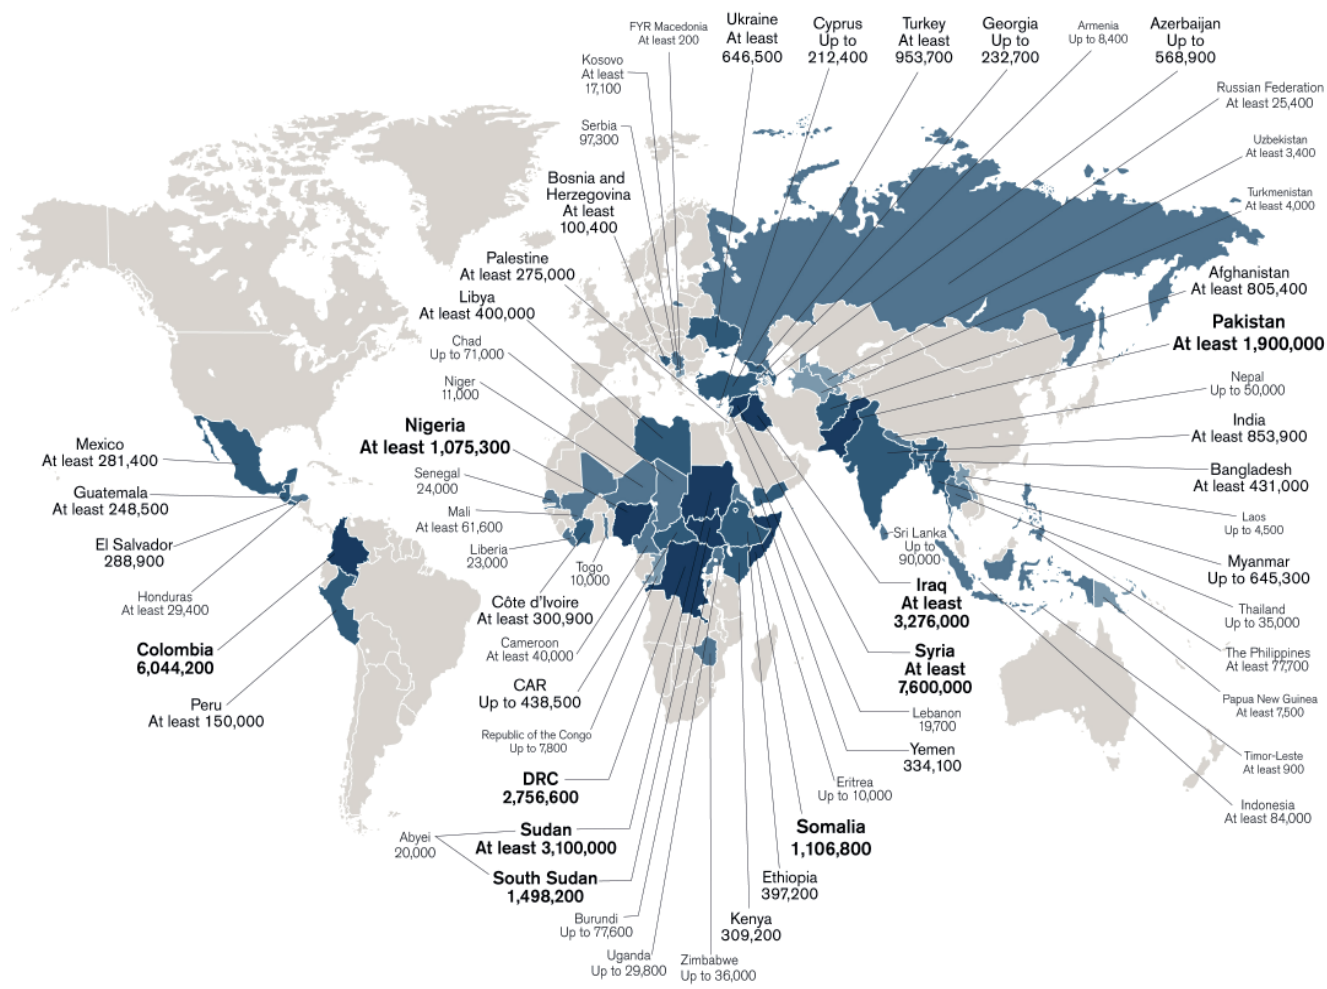 FYR Macedonia
At least 200
Ukraine
At least
646,500
Cyprus
Up to
212,400
Turkey
At least
953,700
Georgia
Up to
232,700
Armenia
Up to 8,400
Azerbaijan
Up to
568,900
Kosovo
At least
17,100
Russian Federation
At least 25,400
Serbia
97,300
Uzbekistan
At least 3,400
Bosnia and
Herzegovina
At least
100,400
Turkmenistan
At least 4,000
Palestine
At least 275,000
Afghanistan
At least 805,400
Libya
At least 400,000
Pakistan
At least 1,900,000
Chad
Up to 71,000
Niger
11,000
Nepal
Up to 50,000
Nigeria
At least 1,075,300
India
At least 853,900
Mexico
At least 281,400
Senegal
24,000
Bangladesh
At least 431,000
Guatemala
At least 248,500
Mali
At least 61,600
Laos
Up to 4,500
El Salvador
288,900
Liberia
23,000
Sri Lanka
Up to
90,000
Togo
10,000
Myanmar
Up to 645,300
Honduras
At least 29,400
Côte d'Ivoire
At least 300,900
Iraq
At least
3,276,000
Thailand
Up to 35,000
Colombia
6,044,200
Cameroon
At least 40,000
Syria
At least
7,600,000
The Philippines
At least 77,700
CAR
Up to 438,500
Papua New Guinea
At least 7,500
Peru
At least 150,000
Lebanon
19,700
Republic of the Congo
Up to 7,800
Yemen
334,100
Timor-Leste
At least 900
DRC
2,756,600
Eritrea
Up to 10,000
Indonesia
At least 84,000
Abyei
20,000
Sudan
At least 3,100,000
Somalia
1,106,800
South Sudan
1,498,200
Ethiopia
397,200
Burundi
Up to 77,600
Kenya
309,200
Uganda
Up to 29,800
Zimbabwe
Up to 36,000